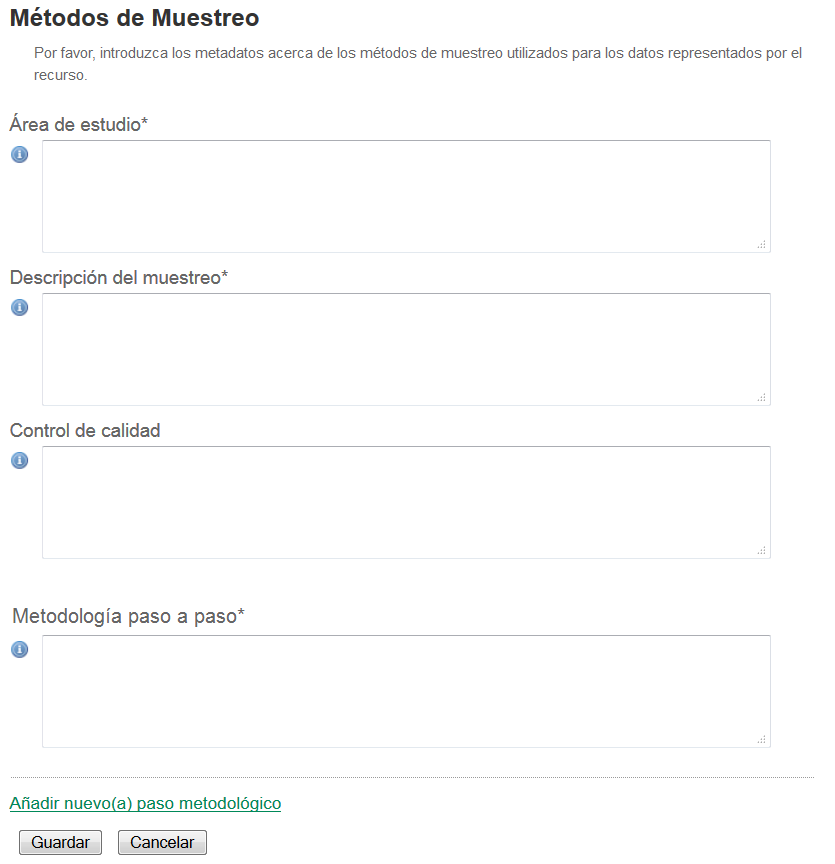 Métodos de Muestreo
Por favor, introduzca los metadatos acerca de los métodos de muestreo utilizados para los datos representados por el
recurso.
Área de estudio*
Descripción del muestreo*
Control de calidad
Metodología paso a paso*
Añadir nuevo(a) paso metodológico
Guardar
Cancelar